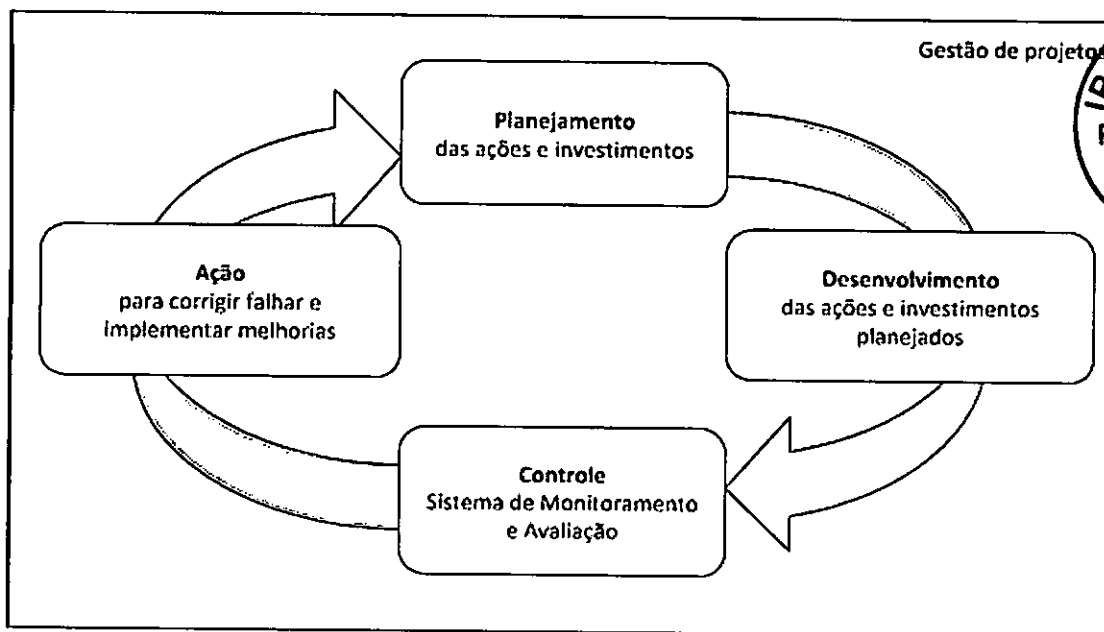 Gestão de projetos
Planejamento
das ações e investimentos
Desenvolvimento
das ações e investimentos
planejados
Controle
Sistema de Monitoramento
e Avaliação
Ação
para corrigir falhar e
implementar melhorias